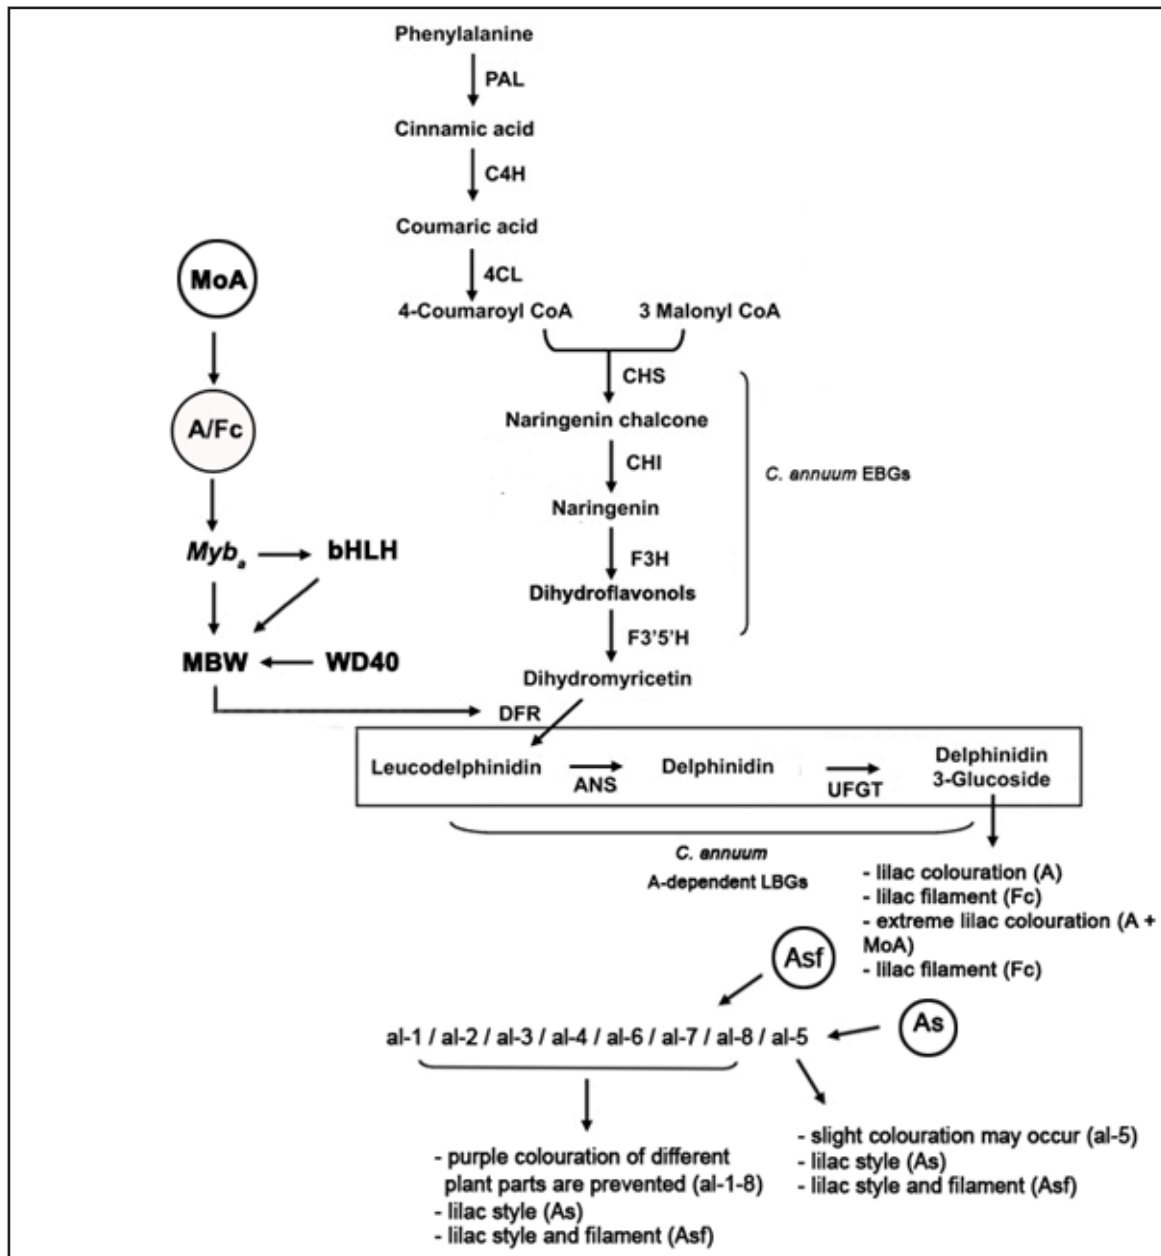 Phenylalanine
PAL
Cinnamic acid
C4H
Coumaric acid
4CL
4-Coumaroyl CoA
3 Malonyl CoA
CHS
Naringenin chalcone
CHI
Naringenin
F3H
Dihydroflavonols
F3'5'H
Dihydromyricetin
C. annuum EBGs
MoA
A/Fc
Myba
bHLH
MBW
WD40
DFR
Leucodelphinidin
ANS
Delphinidin
UFGT
Delphinidin
3-Glucoside
C. annuum
A-dependent LBGs
- lilac colouration (A)
- lilac filament (Fc)
- extreme lilac colouration (A +
MoA)
- lilac filament (Fc)
Asf
As
al-1 / al-2 / al-3 / al-4 / al-6 / al-7 / al-8 / al-5
- purple colouration of different
plant parts are prevented (al-1-8)
- lilac style (As)
- lilac style and filament (Asf)
- slight colouration may occur (al-5)
- lilac style (As)
- lilac style and filament (Asf)